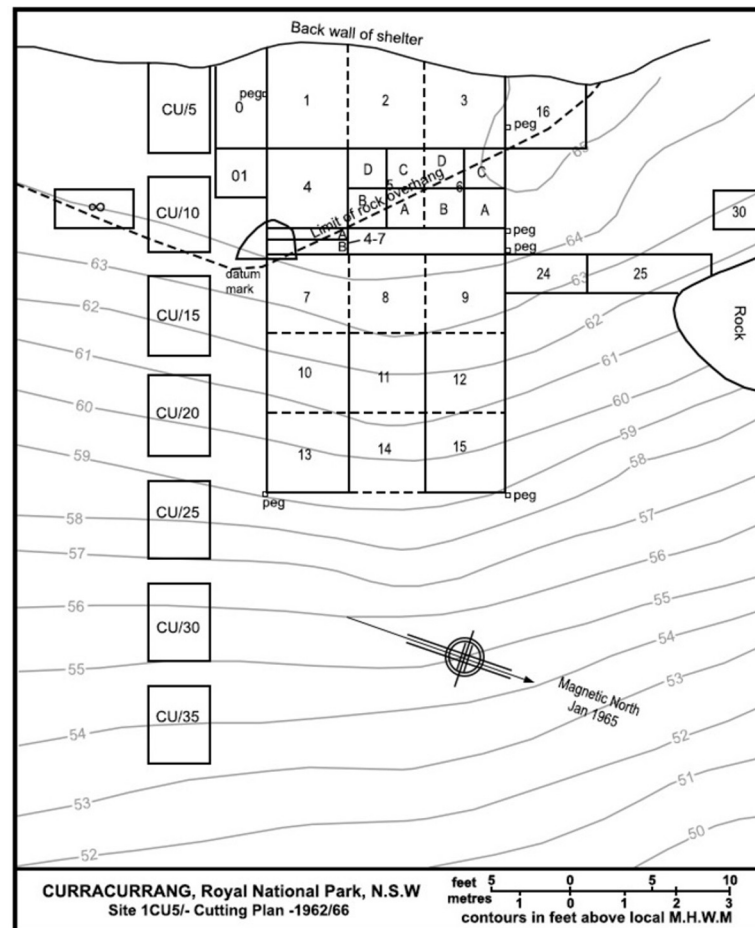 Back wall of shelter
CU/5
peg
0
1
2
3
16
peg
65
01
4
D
C
D
C
5
6
B
A
B
A
Limit of rock overhang
∞
CU/10
30
A
B
4-7
peg
peg
64
datum
mark
63
63
24
25
7
8
9
62
CU/15
62
Rock
61
61
10
11
12
60
CU/20
60
59
59
13
14
15
58
peg
peg
CU/25
58
57
57
56
56
CU/30
55
55
54
Magnetic North
Jan 1965
53
CU/35
54
52
53
51
52
50
CURRACURRANG, Royal National Park, N.S.W
Site 1CU5/- Cutting Plan -1962/66
feet 5 0 5 10
metres 1 0 1 2 3
contours in feet above local M.H.W.M